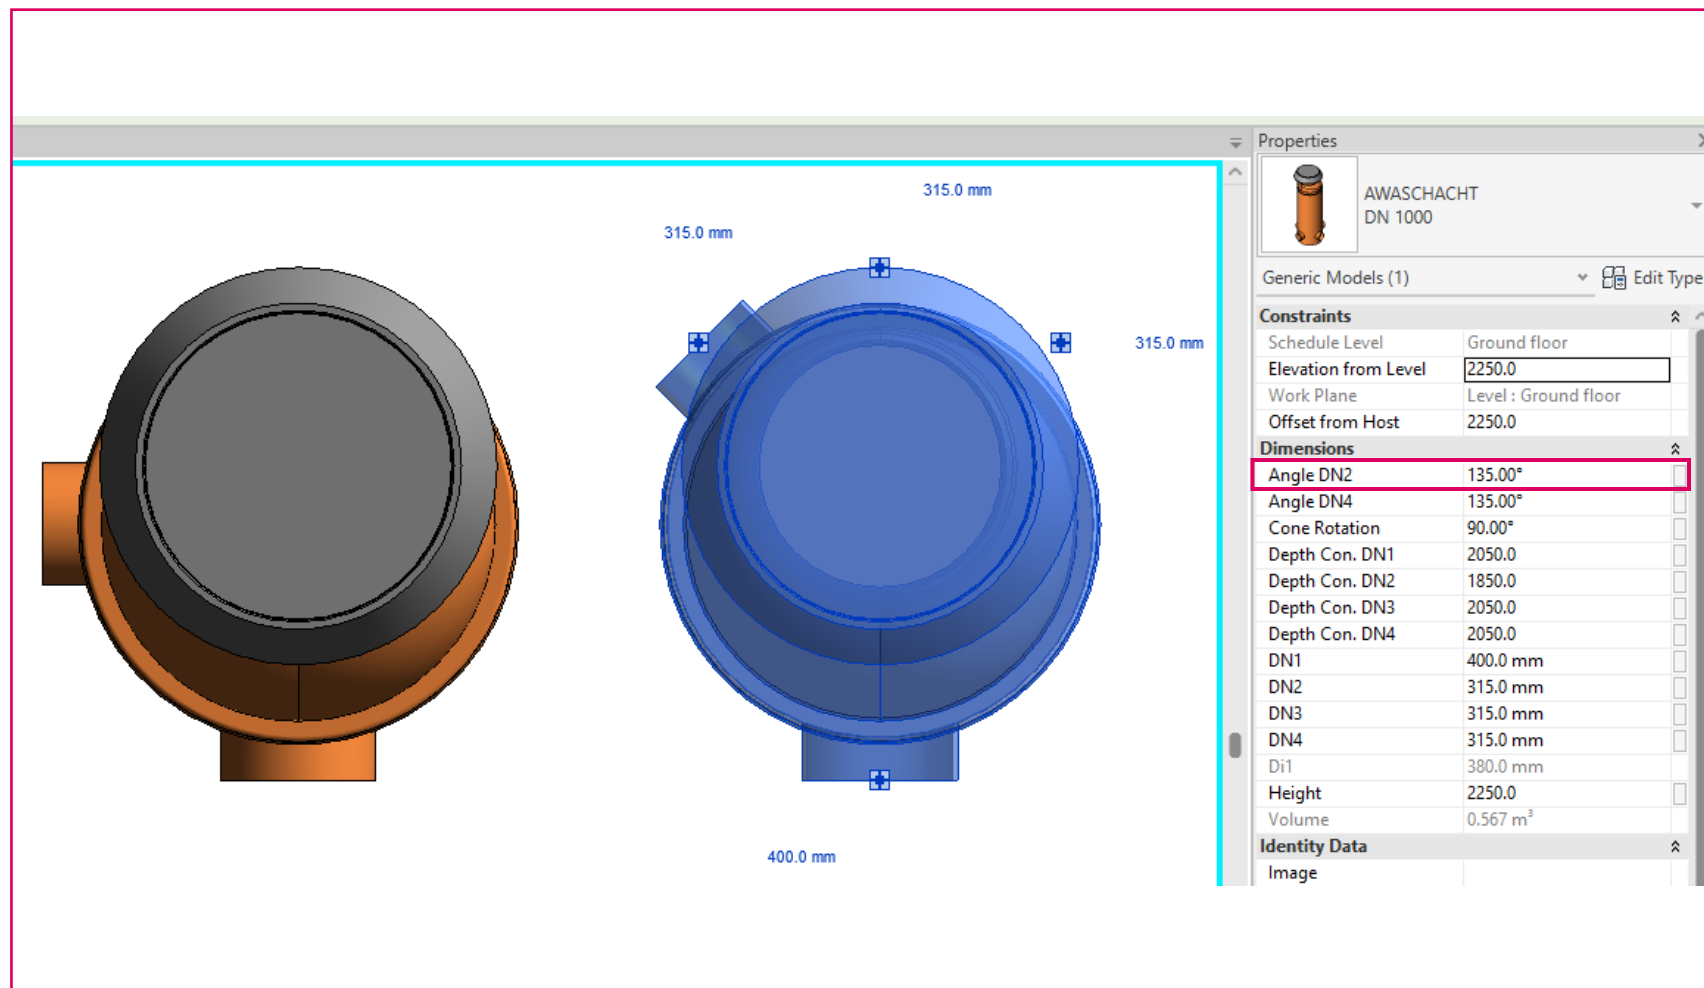 315.0 mm
315.0 mm
315.0 mm
400.0 mm
Properties
AWASCHACHT
DN 1000
Generic Models (1)
Edit Type
Constraints
Schedule Level Ground floor
Elevation from Level 2250.0
Work Plane Level : Ground floor
Offset from Host 2250.0
Dimensions
Angle DN2 135.00°
Angle DN4 135.00°
Cone Rotation 90.00°
Depth Con. DN1 2050.0
Depth Con. DN2 1850.0
Depth Con. DN3 2050.0
Depth Con. DN4 2050.0
DN1 400.0 mm
DN2 315.0 mm
DN3 315.0 mm
DN4 315.0 mm
Di1 380.0 mm
Height 2250.0
Volume 0.567 m³
Identity Data
Image